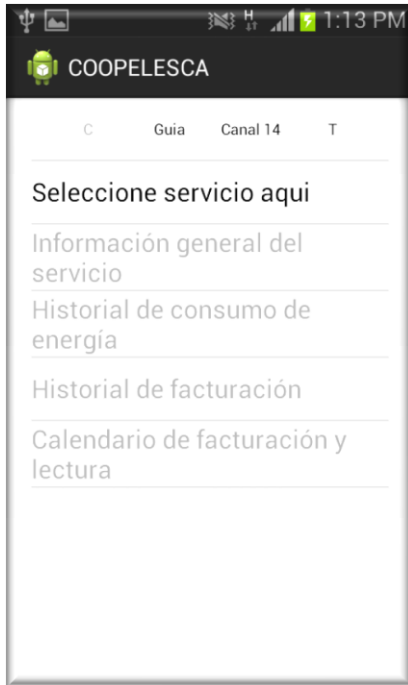 H
1:13 PM
COOPELESCA
C Guia Canal 14 T
Seleccione servicio aqui
Información general del
servicio
Historial de consumo de
energía
Historial de facturación
Calendario de facturación y
lectura